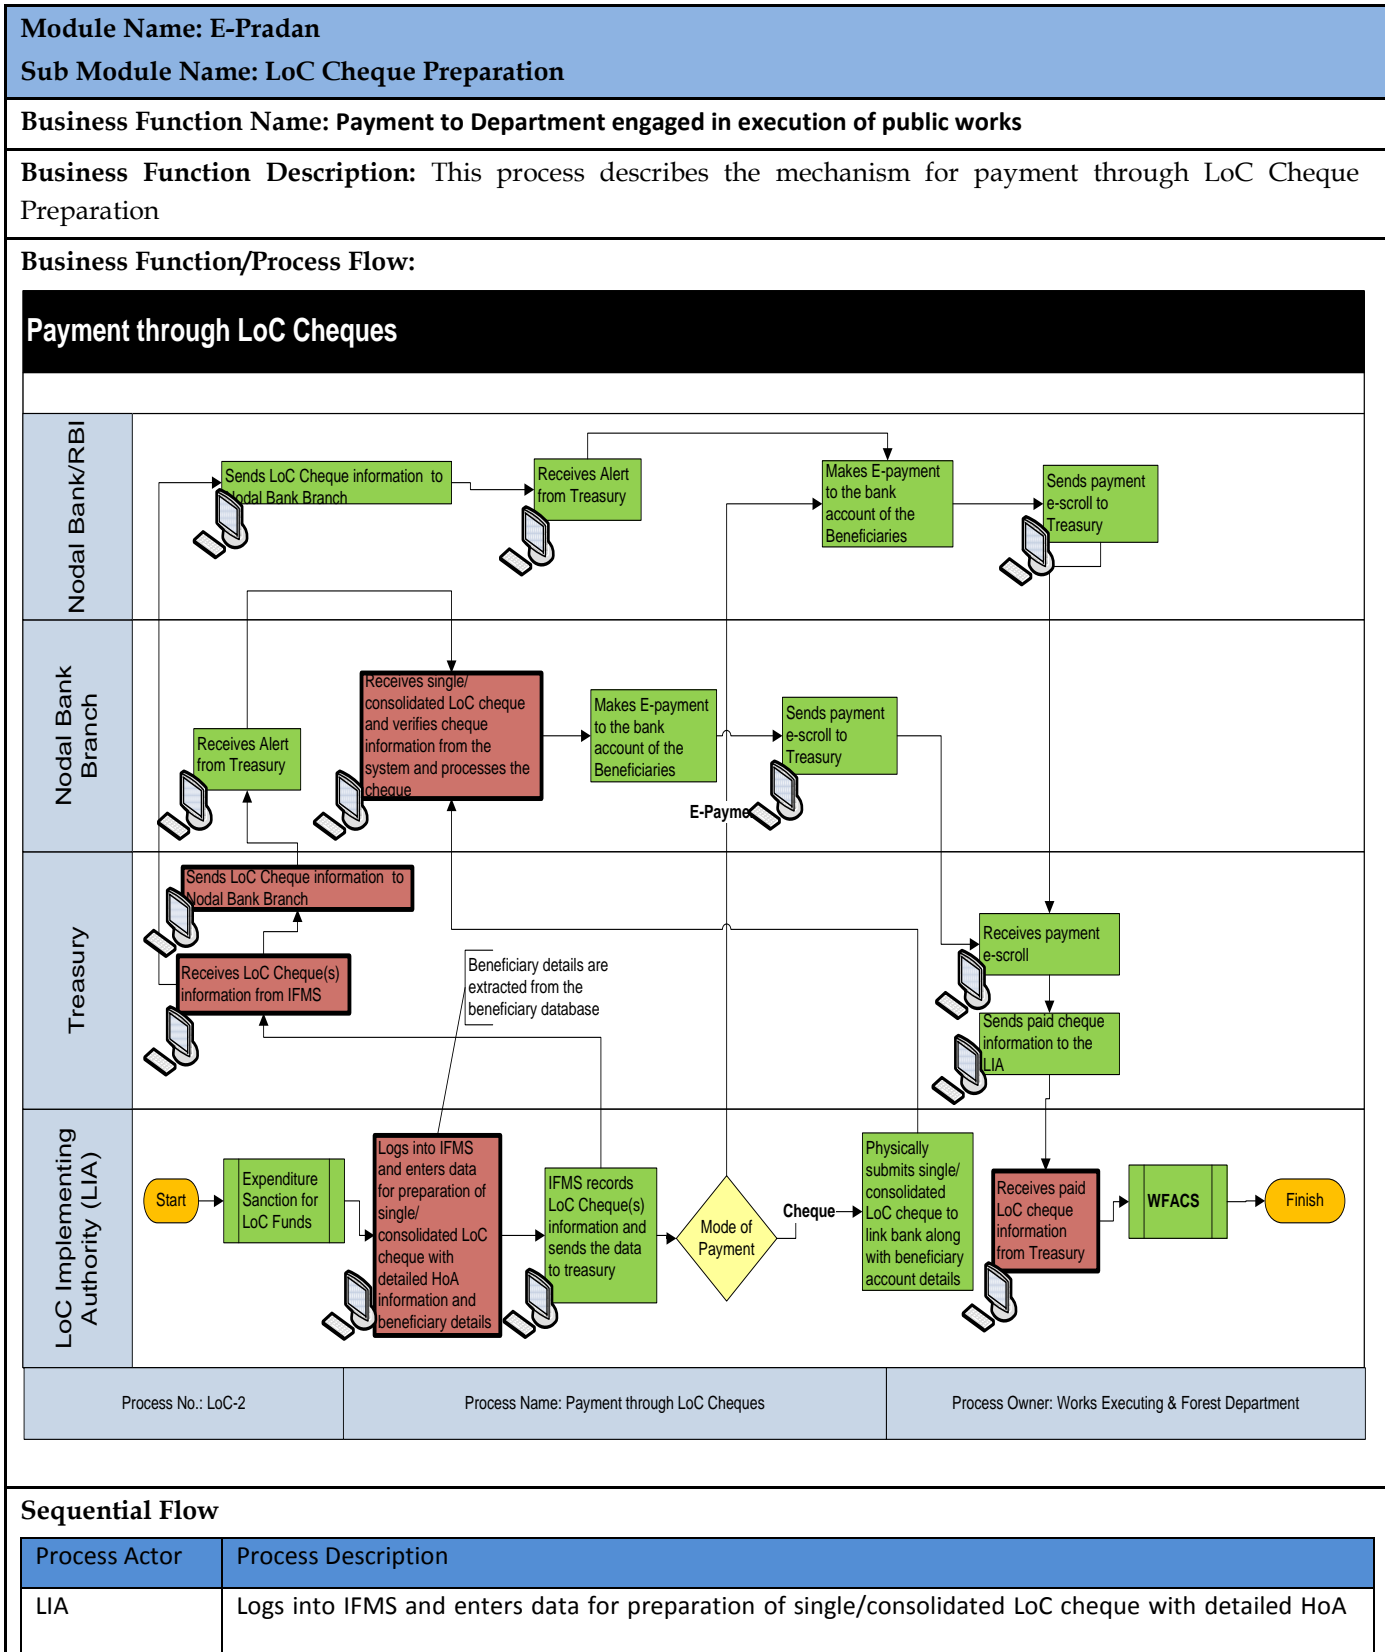 Module Name: E-Pradan
Sub Module Name: LoC Cheque Preparation
Business Function Name: Payment to Department engaged in execution of public works
Business Function Description: This process describes the mechanism for payment through LoC Cheque
Preparation
Business Function/Process Flow:
Payment through LoC Cheques
Nodal Bank/RBI
Sends LoC Cheque information to
Nodal Bank Branch
Receives Alert
from Treasury
Makes E-payment
to the bank
account of the
Beneficiaries
Sends payment
e-scroll to
Treasury
Nodal Bank
Branch
Receives Alert
from Treasury
Receives single/
consolidated LoC cheque
and verifies cheque
information from the
system and processes the
cheque
Makes E-payment
to the bank
account of the
Beneficiaries
Sends payment
e-scroll to
Treasury
E-Payme
Treasury
Sends LoC Cheque information to
Nodal Bank Branch
Receives LoC Cheque(s)
information from IFMS
Beneficiary details are
extracted from the
beneficiary database
Receives payment
e-scroll
Sends paid cheque
information to the
LIA
LoC Implementing
Authority (LIA)
Start
Expenditure
Sanction for
LoC Funds
Logs into IFMS
and enters data
for preparation of
single/
consolidated LoC
cheque with
detailed HoA
information and
beneficiary details
IFMS records
LoC Cheque(s)
information and
sends the data
to treasury
Mode of
Payment
Cheque
Physically
submits single/
consolidated
LoC cheque to
link bank along
with beneficiary
account details
Receives paid
LoC cheque
information
from Treasury
WFACS
Finish
Process No.: LoC-2
Process Name: Payment through LoC Cheques
Process Owner: Works Executing & Forest Department
Sequential Flow
Process Actor
Process Description
LIA
Logs into IFMS and enters data for preparation of single/consolidated LoC cheque with detailed HoA